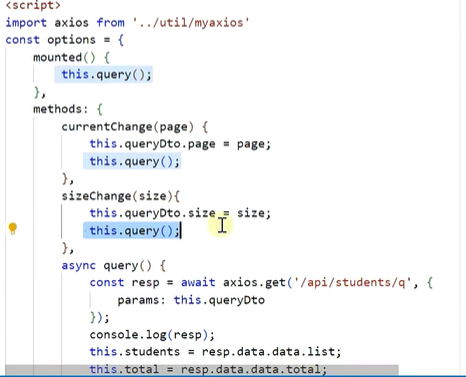 <script>
import axios from '../util/myaxios'
const options = {
    mounted() {
        this.query();
    },
    methods: {
        currentChange(page) {
            this.queryDto.page = page;
            this.query();
        },
        sizeChange(size){
            this.queryDto.size = size;
            this.query();
        },
        async query() {
            const resp = await axios.get('/api/students/q', {
                params: this.queryDto
            });
            console.log(resp);
            this.students = resp.data.data.list;
            this.total = resp.data.data.total;